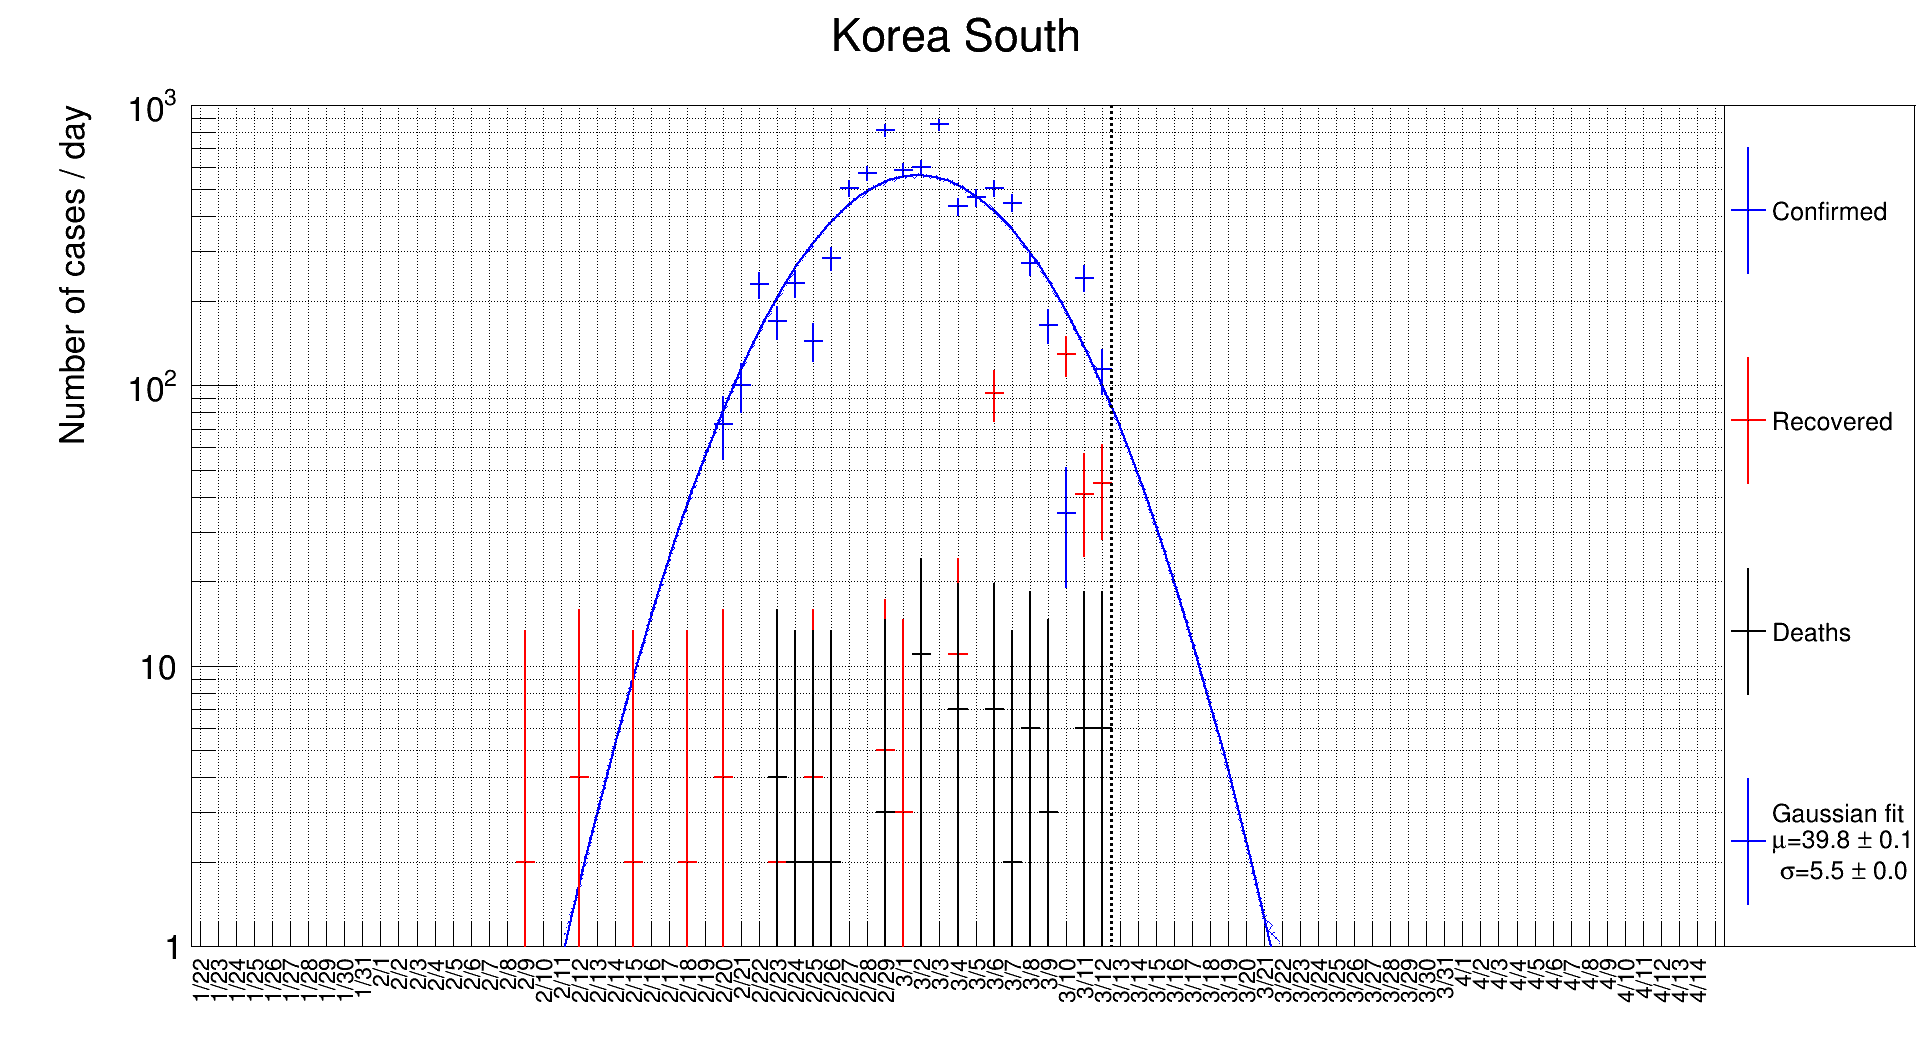 Korea South
Number of cases / day
10³
10²
10
1
1/22 1/23 1/24 1/25 1/26 1/27 1/28 1/29 1/30 1/31 2/1 2/2 2/3 2/4 2/5 2/6 2/7 2/8 2/9 2/10 2/11 2/12 2/13 2/14 2/15 2/16 2/17 2/18 2/19 2/20 2/21 2/22 2/23 2/24 2/25 2/26 2/27 2/28 2/29 3/1 3/2 3/3 3/4 3/5 3/6 3/7 3/8 3/9 3/10 3/11 3/12 3/13 3/14 3/15 3/16 3/17 3/18 3/19 3/20 3/21 3/22 3/23 3/24 3/25 3/26 3/27 3/28 3/29 3/30 3/31 4/1 4/2 4/3 4/4 4/5 4/6 4/7 4/8 4/9 4/10 4/11 4/12 4/13 4/14
Confirmed
Recovered
Deaths
Gaussian fit
μ=39.8 ± 0.1
σ=5.5 ± 0.0